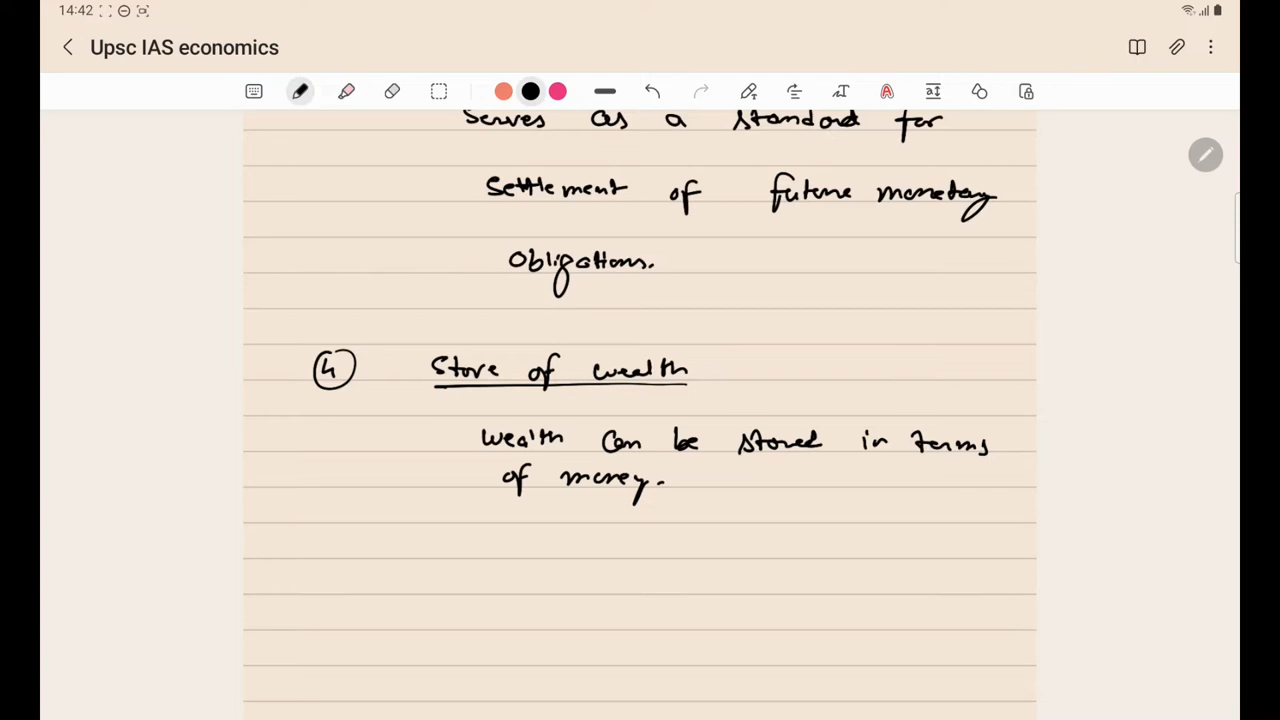 14:42
Upsc IAS economics
Serves as a standard for
Settlement of future monetary
Obligations.
4 Store of wealth
wealth can be stored in terms
of money.